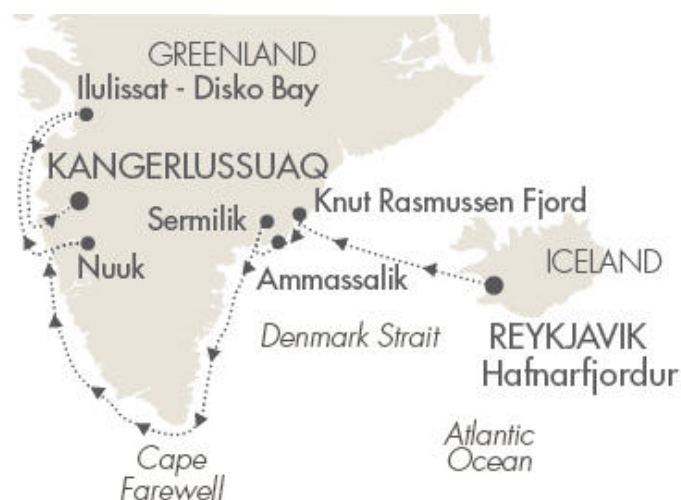 GREENLAND
Ilulissat - Disko Bay
KANGERLUSSUAQ
Sermilik
Knut Rasmussen Fjord
Nuuk
Ammassalik
ICELAND
Denmark Strait
REYKJAVIK
Hafnarfjordur
Cape
Farewell
Atlantic
Ocean